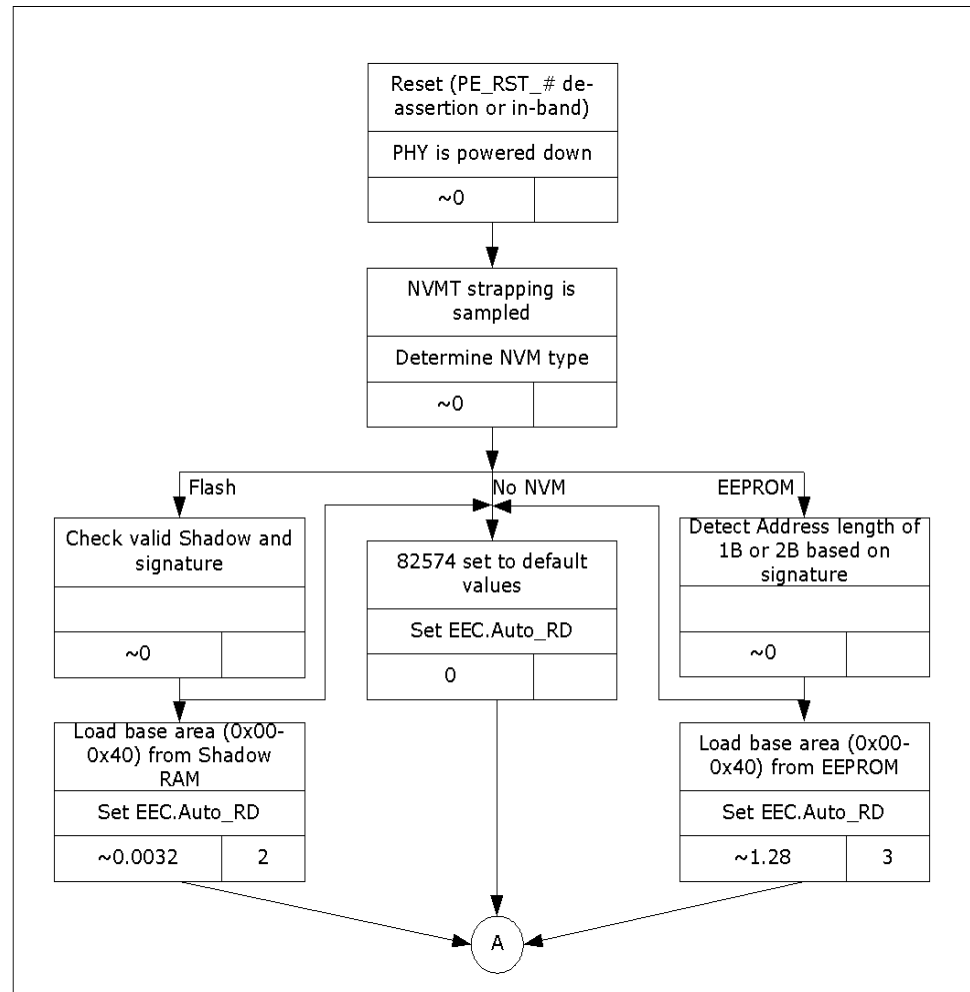 Reset (PE_RST_# de-
assertion or in-band)
PHY is powered down
~0
NVMT strapping is
sampled
Determine NVM type
~0
Flash
No NVM
EEPROM
Check valid Shadow and
signature
~0
82574 set to default
values
Set EEC.Auto_RD
0
Detect Address length of
1B or 2B based on
signature
~0
Load base area (0x00-
0x40) from Shadow
RAM
Set EEC.Auto_RD
~0.0032 2
Load base area (0x00-
0x40) from EEPROM
Set EEC.Auto_RD
~1.28 3
A